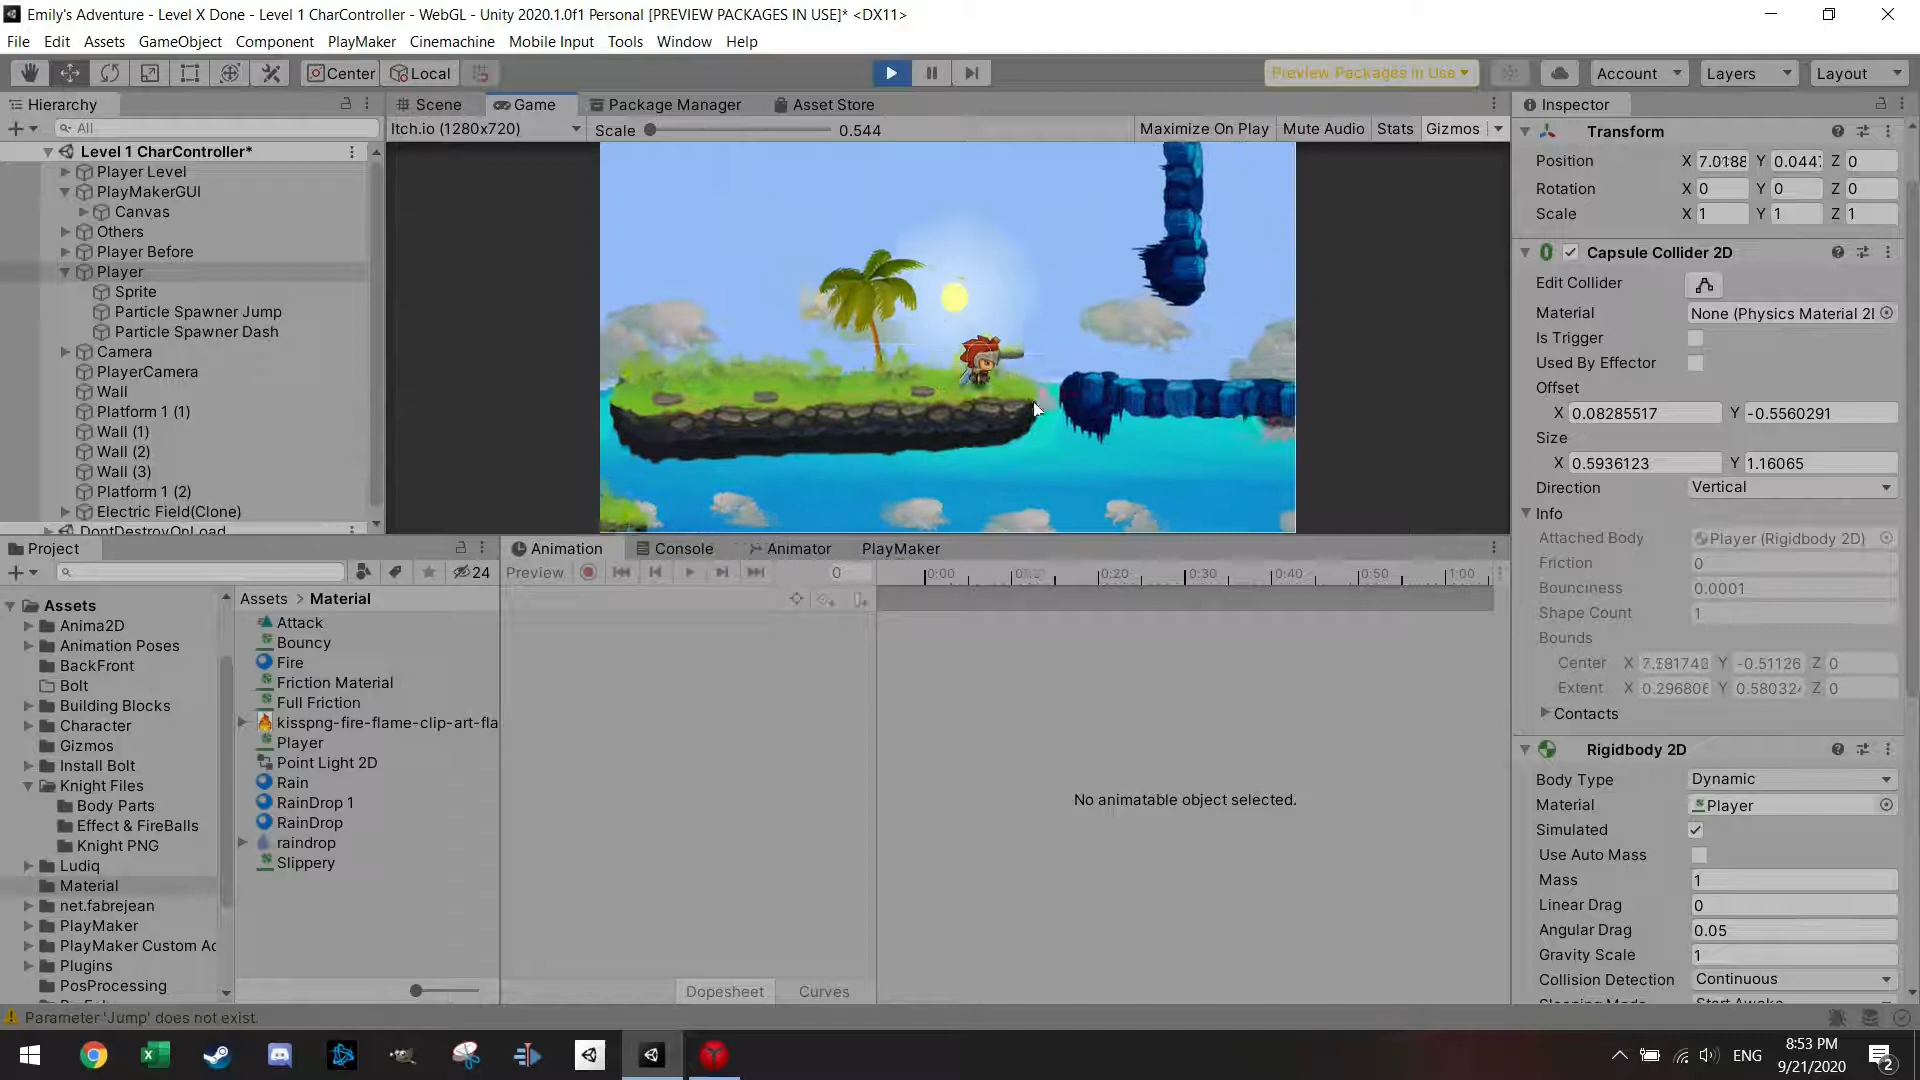 Emily's Adventure - Level X Done - Level 1 CharController - WebGL - Unity 2020.1.0f1 Personal [PREVIEW PACKAGES IN USE]* <DX11>
File Edit Assets GameObject Component PlayMaker Cinemachine Mobile Input Tools Window Help
Center Local Preview Packages in Use Account Layers Layout
Hierarchy
All
Level 1 CharController*
Player Level
PlayMakerGUI
Canvas
Others
Player Before
Player
Sprite
Particle Spawner Jump
Particle Spawner Dash
Camera
PlayerCamera
Wall
Platform 1 (1)
Wall (1)
Wall (2)
Wall (3)
Platform 1 (2)
Electric Field(Clone)
DontDestroyOnLoad
Scene Game Package Manager Asset Store
Itch.io (1280x720) Scale 0.544 Maximize On Play Mute Audio Stats Gizmos
Project
24
Assets
Anima2D
Animation Poses
BackFront
Bolt
Building Blocks
Character
Gizmos
Install Bolt
Knight Files
Body Parts
Effect & FireBalls
Knight PNG
Ludiq
Material
net.fabrejean
PlayMaker
PlayMaker Custom Ac
Plugins
PosProcessing
Assets > Material
Attack
Bouncy
Fire
Friction Material
Full Friction
kisspng-fire-flame-clip-art-fla
Player
Point Light 2D
Rain
RainDrop 1
RainDrop
raindrop
Slippery
Animation Console Animator PlayMaker
Preview 0 0:00 0:20 0:30 0:40 0:50 1:00
No animatable object selected.
Dopesheet Curves
Inspector
Transform
Position X 7.0188 Y 0.044 Z 0
Rotation X 0 Y 0 Z 0
Scale X 1 Y 1 Z 1
Capsule Collider 2D
Edit Collider
Material None (Physics Material 2I
Is Trigger
Used By Effector
Offset
X 0.08285517 Y -0.5560291
Size
X 0.5936123 Y 1.16065
Direction Vertical
Info
Attached Body Player (Rigidbody 2D)
Friction 0
Bounciness 0.0001
Shape Count 1
Bounds
Center X Y -0.51126 Z 0
Extent X 0.296806 Y 0.58032 Z 0
Contacts
Rigidbody 2D
Body Type Dynamic
Material Player
Simulated
Use Auto Mass
Mass 1
Linear Drag 0
Angular Drag 0.05
Gravity Scale 1
Collision Detection Continuous
Parameter 'Jump' does not exist.
ENG
8:53 PM
9/21/2020
2